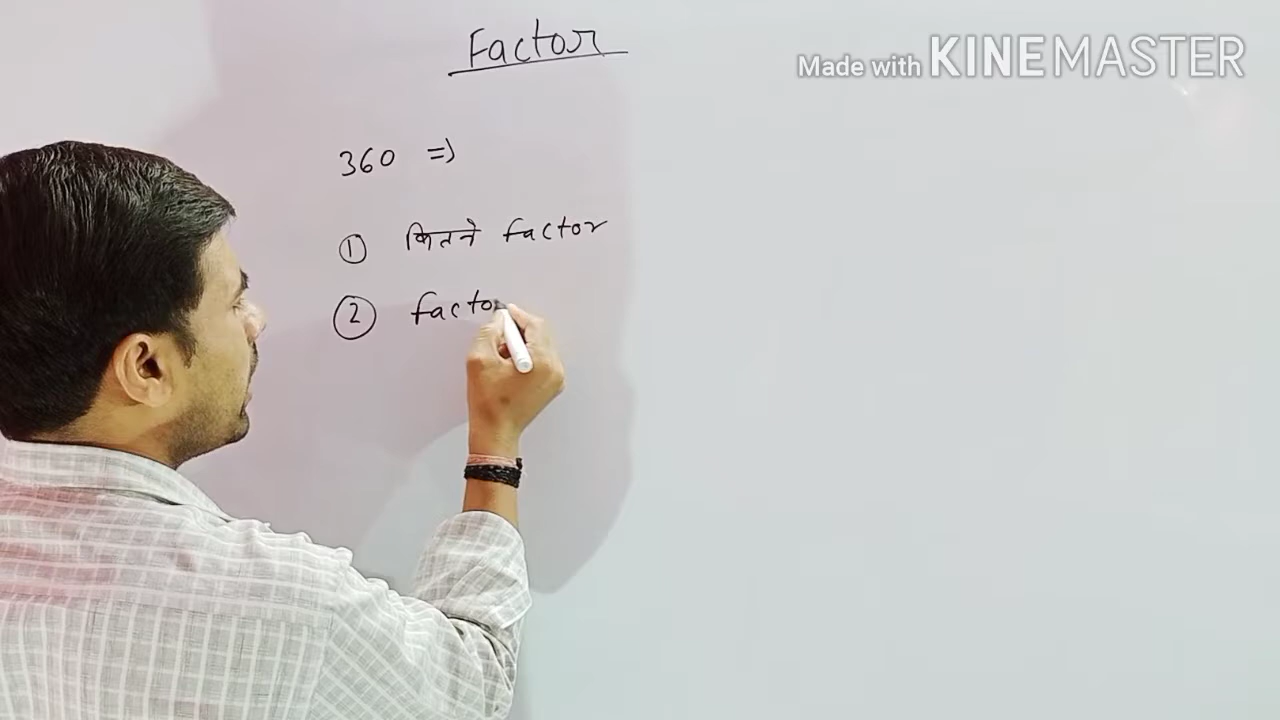 Factor
Made with KINEMASTER
360 =>
① कितने factor
② facto